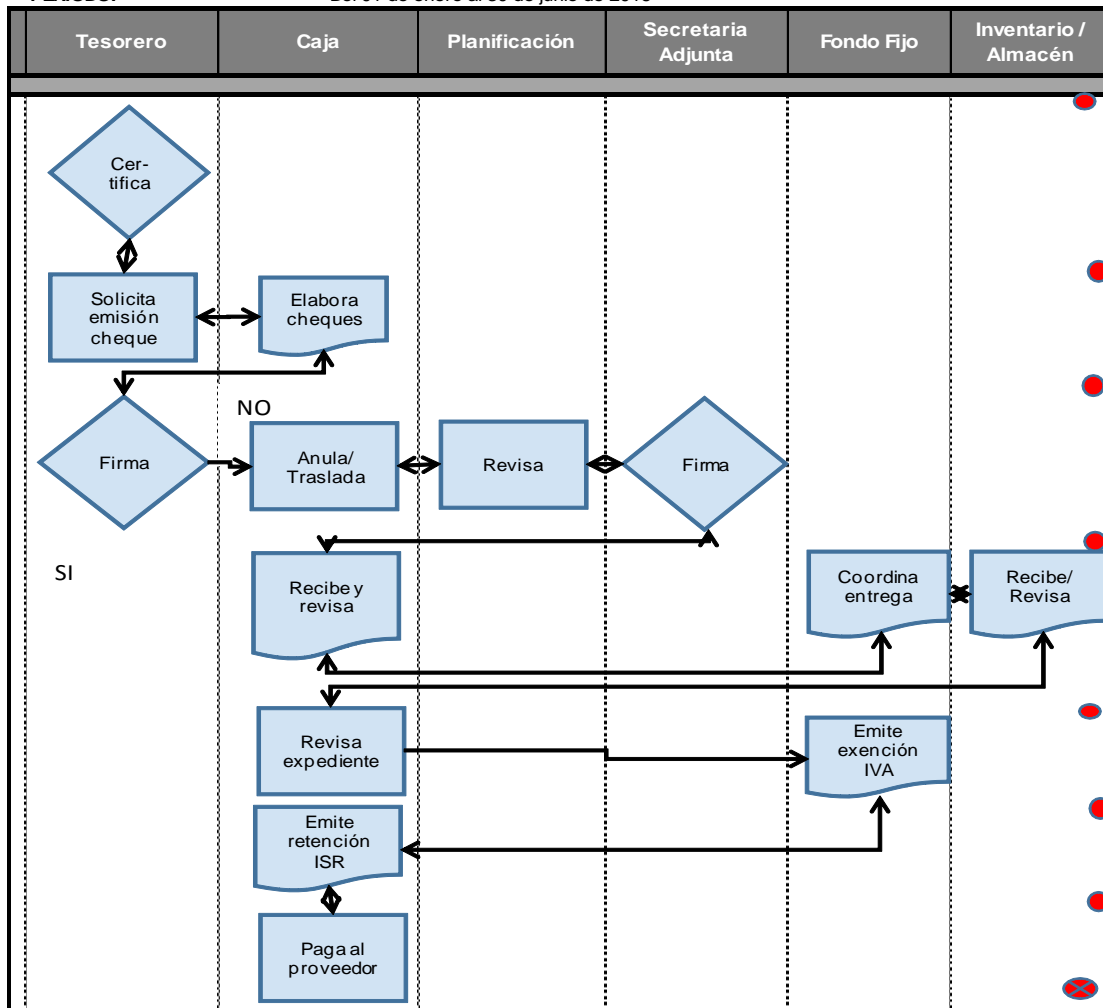 Tesorero
Caja
Planificación
Secretaria
Adjunta
Fondo Fijo
Inventario /
Almacén
Cer-
tifica
Solicita
emisión
cheque
Elabora
cheques
NO
Firma
Anula/
Traslada
Revisa
Firma
SI
Recibe y
revisa
Coordina
entrega
Recibe/
Revisa
Revisa
expediente
Emite
exención
IVA
Emite
retención
ISR
Paga al
proveedor